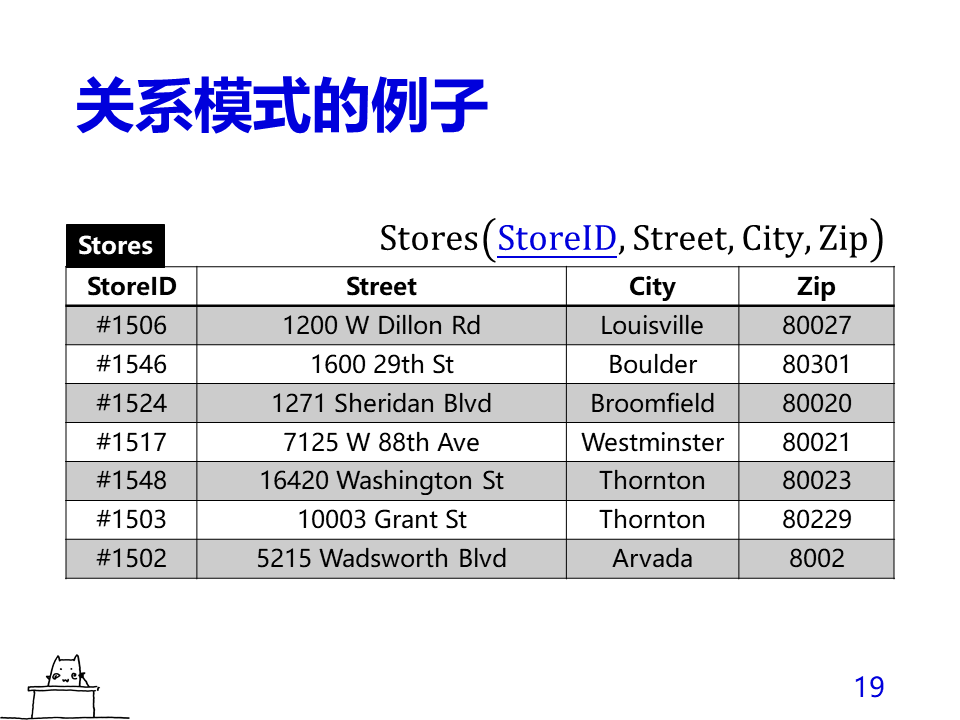 关系模式的例子
Stores(StoreID, Street, City, Zip)
Stores
StoreID Street City Zip
#1506 1200 W Dillon Rd Louisville 80027
#1546 1600 29th St Boulder 80301
#1524 1271 Sheridan Blvd Broomfield 80020
#1517 7125 W 88th Ave Westminster 80021
#1548 16420 Washington St Thornton 80023
#1503 10003 Grant St Thornton 80229
#1502 5215 Wadsworth Blvd Arvada 8002
19